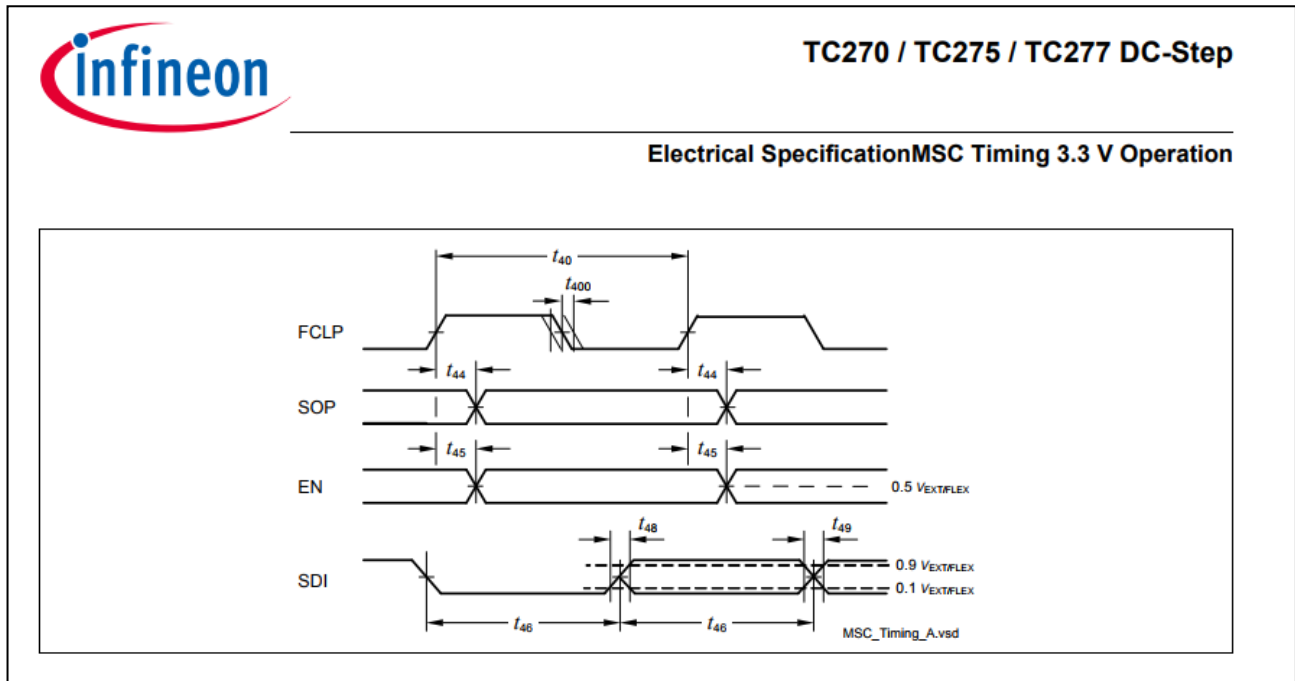 infineon
TC270 / TC275 / TC277 DC-Step
Electrical SpecificationMSC Timing 3.3 V Operation
t40
t400
FCLP
t44 t44
SOP
t45 t45
EN
0.5 VEXT/FLEX
t48 t49
0.9 VEXT/FLEX
SDI
0.1 VEXT/FLEX
t46 t46
MSC_Timing_A.vsd